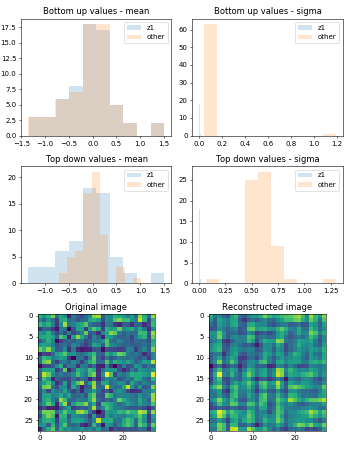 Bottom up values - mean
Bottom up values - sigma
z1
other
z1
other
17.5
15.0
12.5
10.0
7.5
5.0
2.5
0.0
60
50
40
30
20
10
0
-1.5 -1.0 -0.5 0.0 0.5 1.0 1.5
0.0 0.2 0.4 0.6 0.8 1.0 1.2
Top down values - mean
Top down values - sigma
z1
other
z1
other
20
15
10
5
0
25
20
15
10
5
0
-1.0 -0.5 0.0 0.5 1.0 1.5
0.00 0.25 0.50 0.75 1.00 1.25
Original image
Reconstructed image
0
5
10
15
20
25
0
5
10
15
20
25
0 10 20
0 10 20